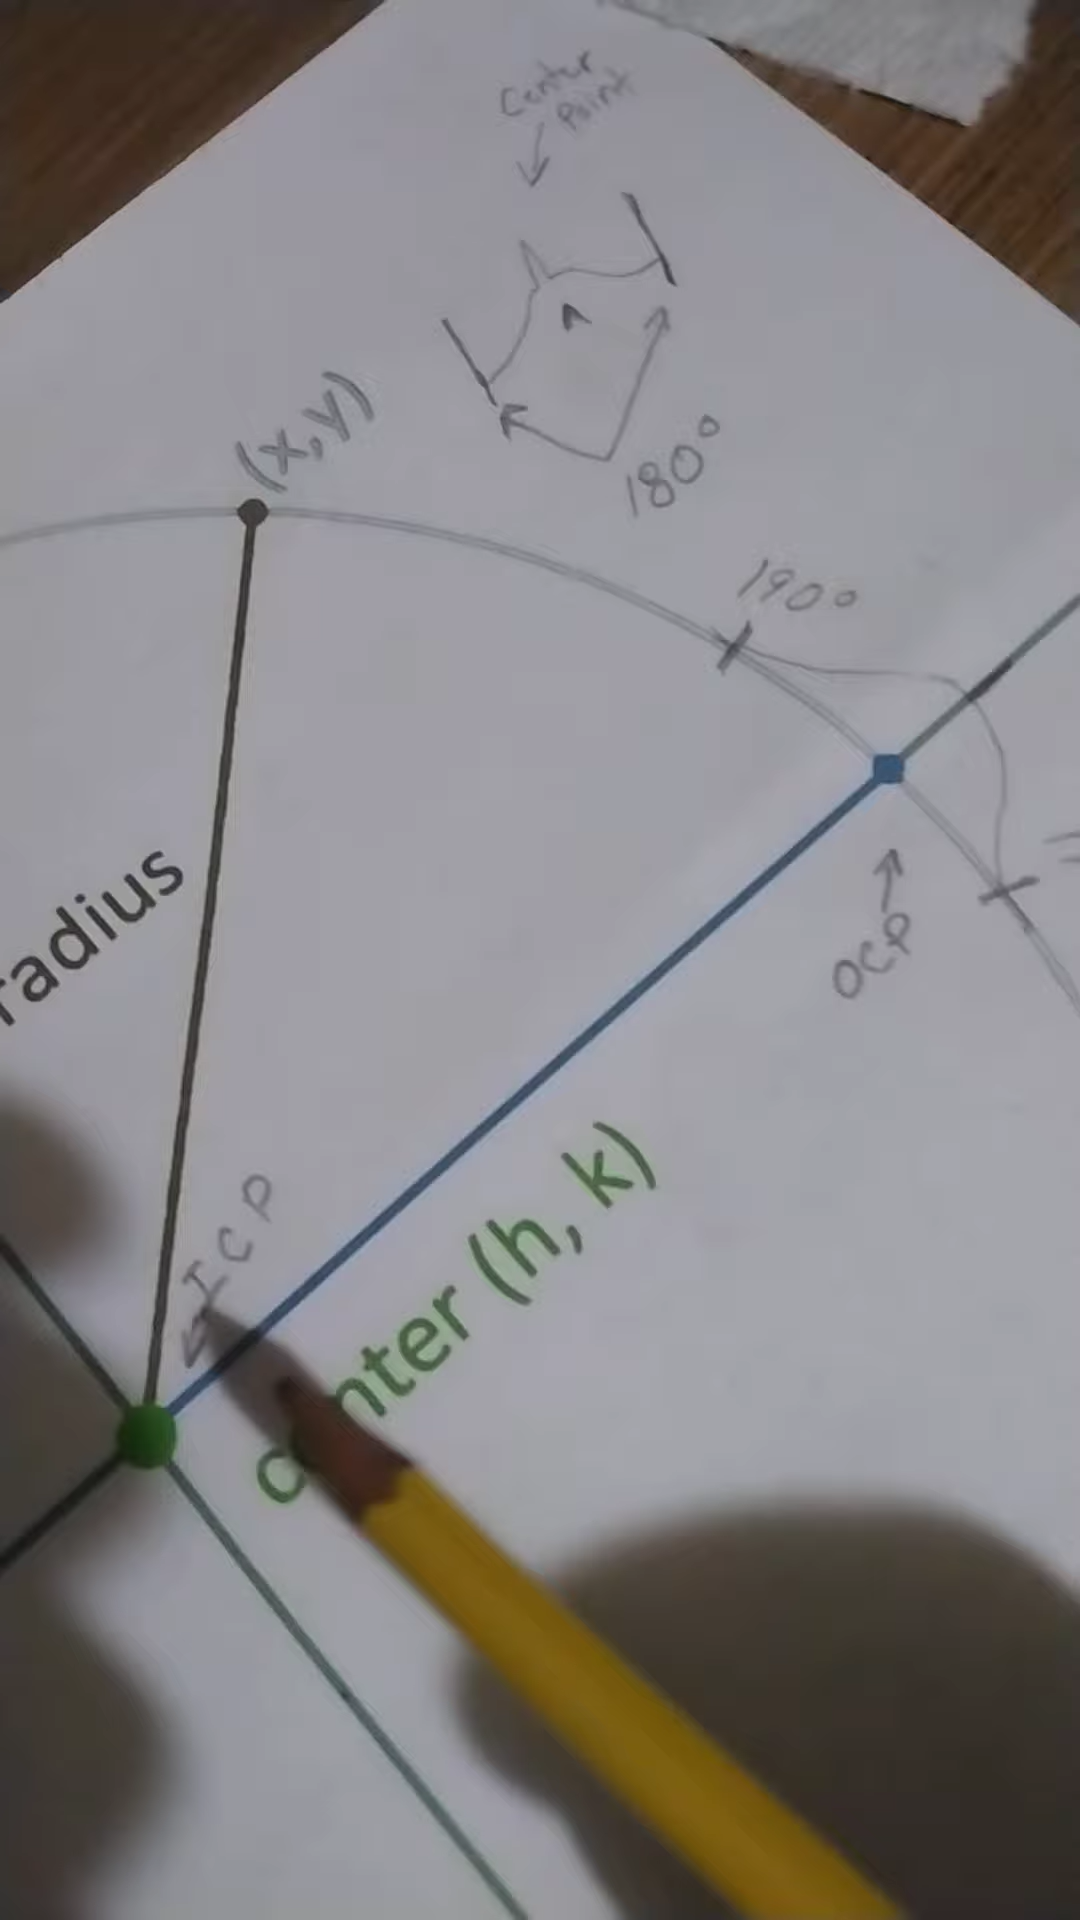 Center
Point
(x,y)
180°
190°
radius
OCP
ICP
center (h, k)